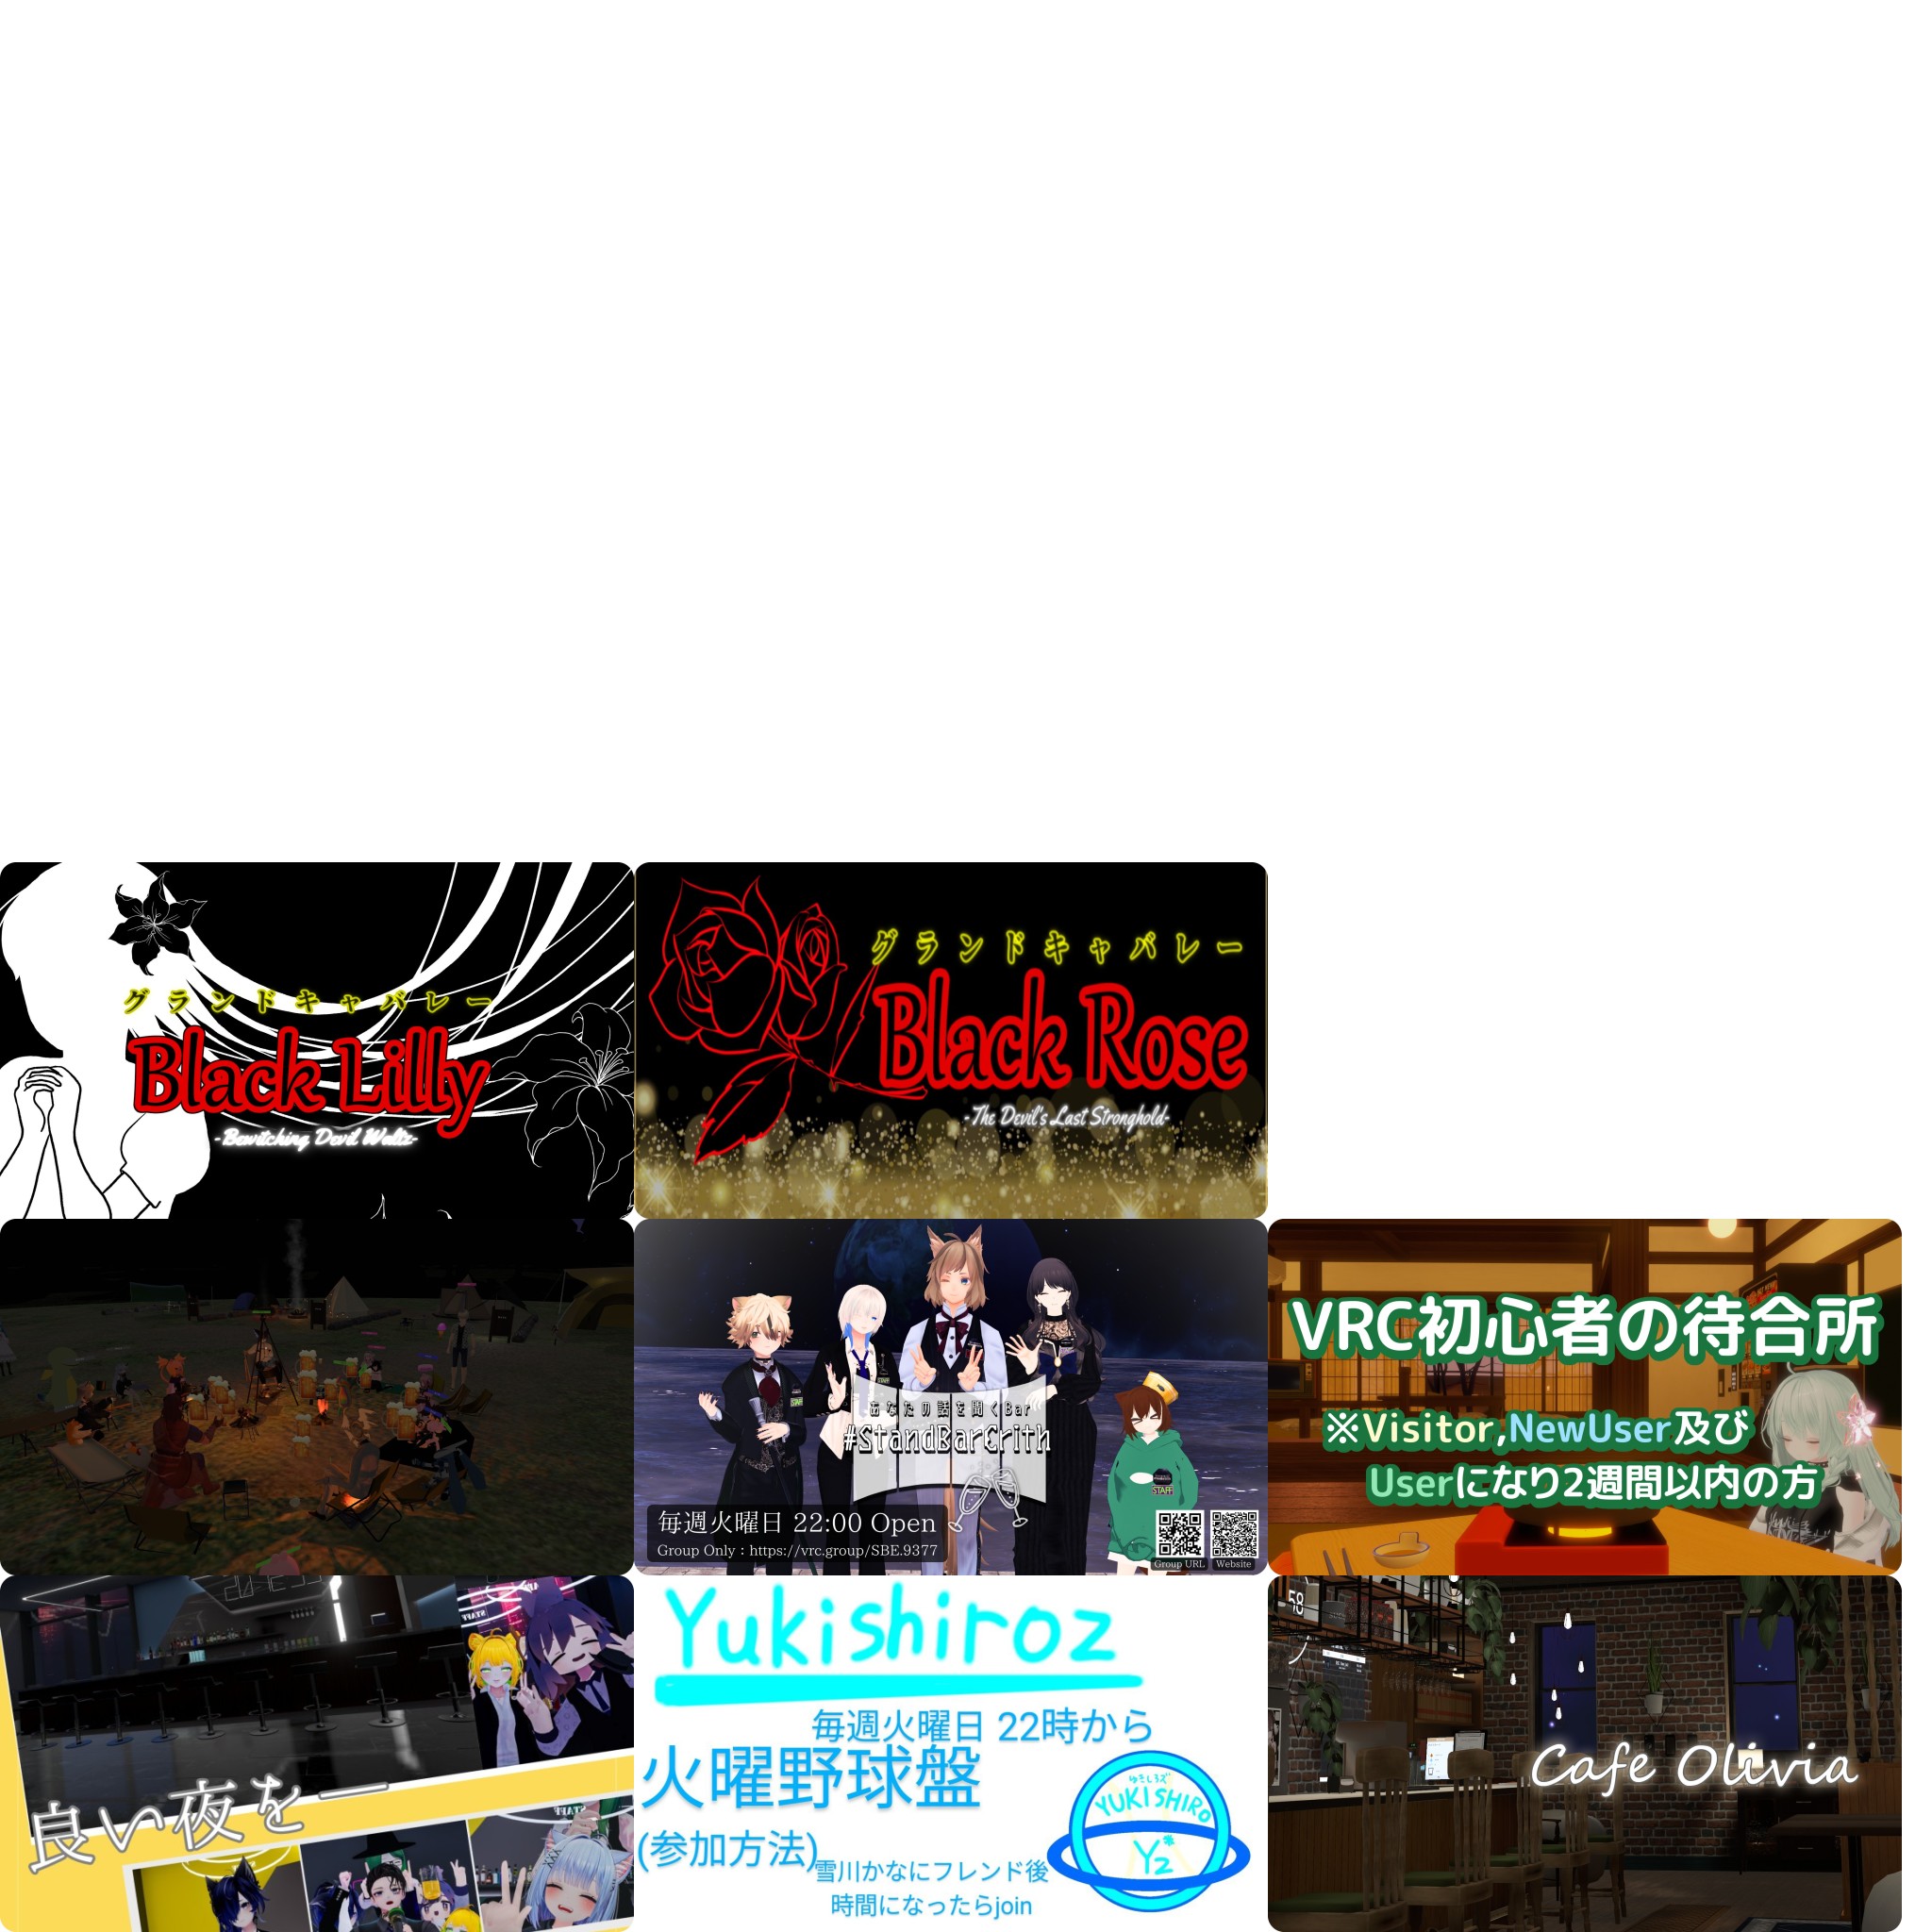 グランドキャバレー
Black Lilly
-Bewitching Devil Waltz-
グランドキャバレー
Black Rose
-The Devil's Last Stronghold-
あなたの話を聞くBar
#StandBarErith
STAFF
STAFF
毎週火曜日 22:00 Open
Group Only : https://vrc.group/SBE.9377
Group URL
Website
VRC初心者の待合所
※Visitor,NewUser及び
Userになり2週間以内の方
良い夜を―
Yukishiroz
毎週火曜日 22時から
火曜野球盤
(参加方法)
雪川かなにフレンド後
時間になったらjoin
ゆきしろズ
YUKISHIRO
Yz
58
Cafe Olivia